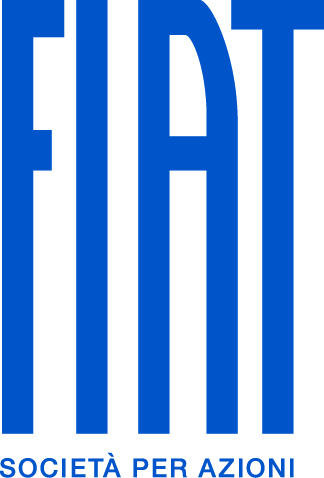 FIAT
SOCIETÀ PER AZIONI